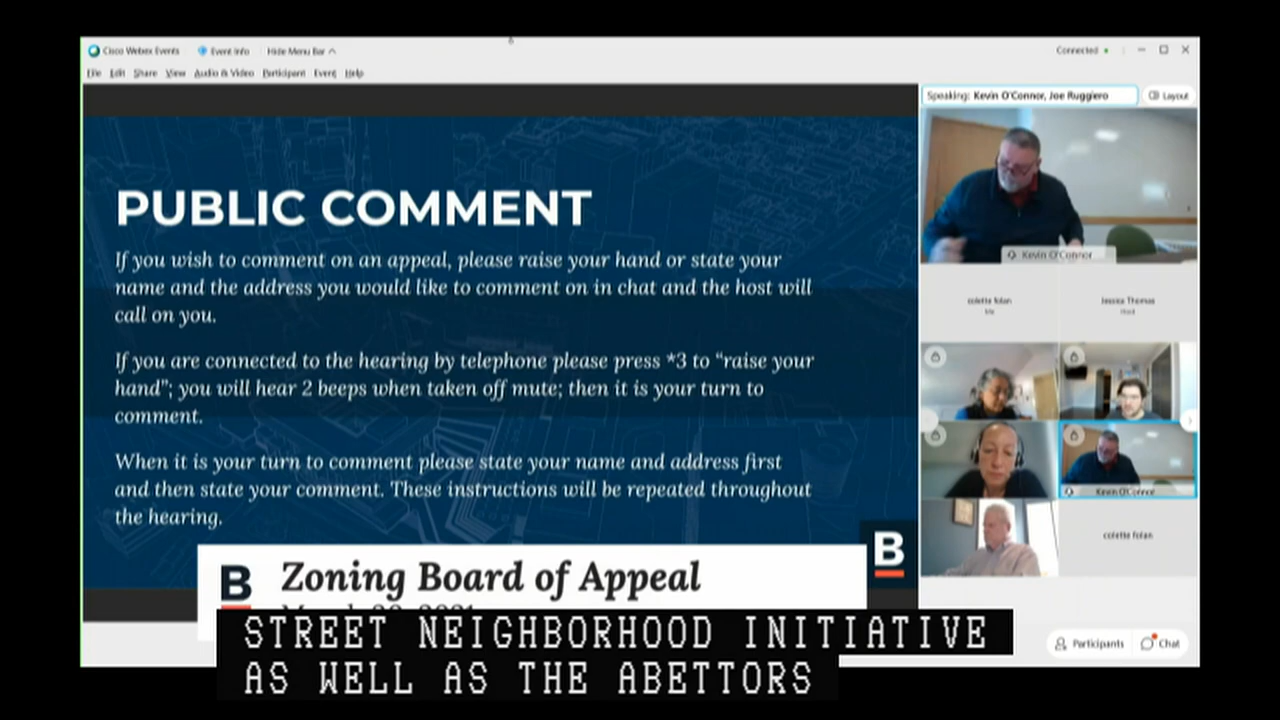 Cisco Webex Events Event Info Hide Menu Bar Connected
File Edit Share View Audio & Video Participant Event Help
Speaking: Kevin O'Connor, Joe Ruggiero Layout
PUBLIC COMMENT
If you wish to comment on an appeal, please raise your hand or state your
name and the address you would like to comment on in chat and the host will
call on you.
If you are connected to the hearing by telephone please press *3 to “raise your
hand”; you will hear 2 beeps when taken off mute; then it is your turn to
comment.
When it is your turn to comment please state your name and address first
and then state your comment. These instructions will be repeated throughout
the hearing.
B
Kevin O'Connor
colette folan
Me
Jessica Thomas
Host
Kevin O'Connor
colette folan
Participants Chat
B Zoning Board of Appeal
STREET NEIGHBORHOOD INITIATIVE
AS WELL AS THE ABETTORS